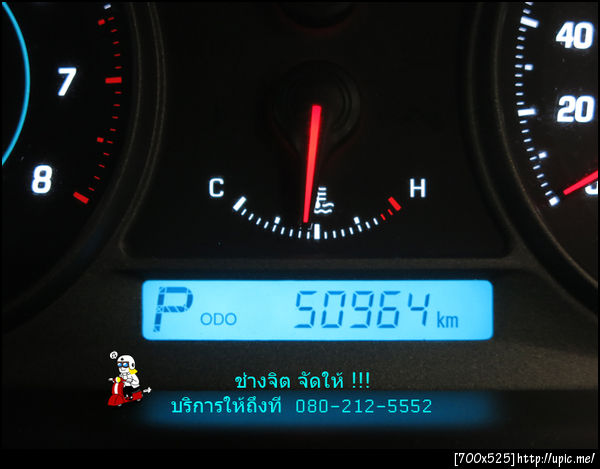 7
8
C
H
40
20
P ODO 50964 km
ช่างจิต จัดให้ !!!
บริการให้ถึงที่ 080-212-5552
[700x525]http://upic.me/